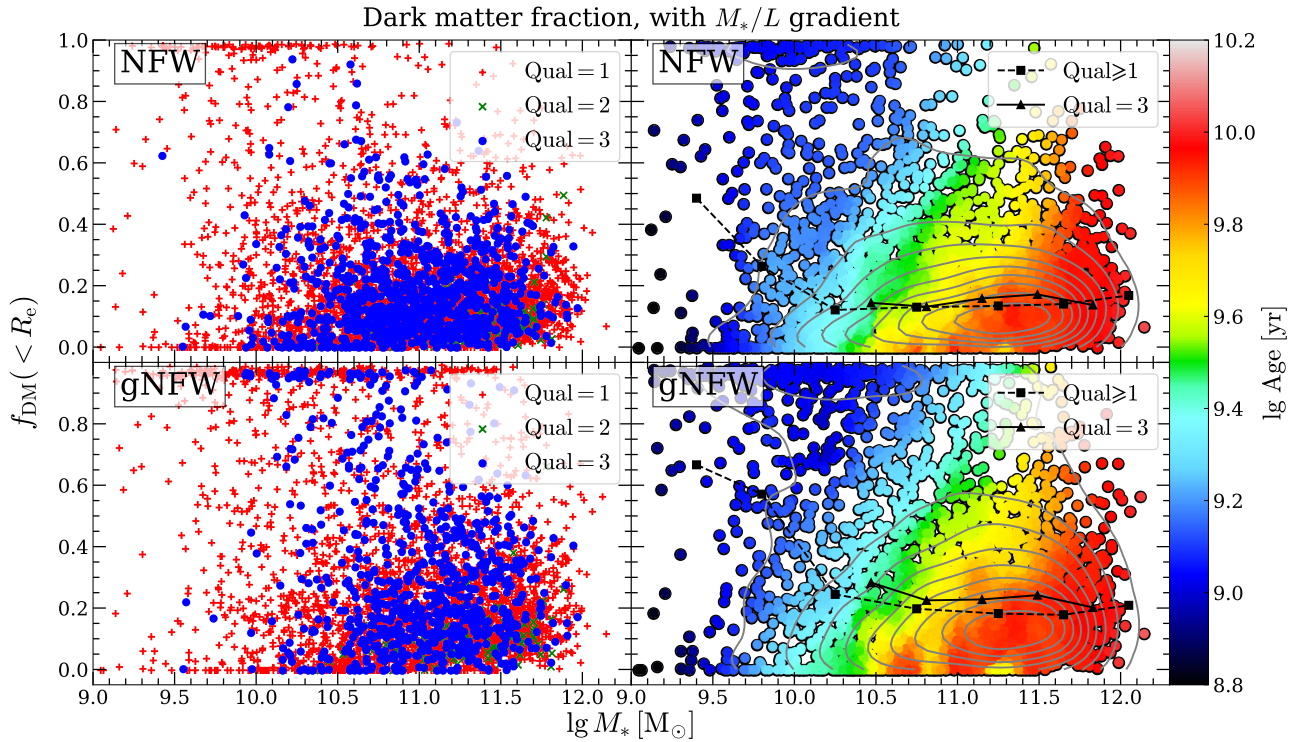 Dark matter fraction, with M∗/L gradient
NFW
Qual = 1
Qual = 2
Qual = 3
1.0
0.8
0.6
0.4
0.2
0.0
NFW
Qual⩾1
Qual = 3
gNFW
Qual = 1
Qual = 2
Qual = 3
0.8
0.6
0.4
0.2
0.0
gNFW
Qual⩾1
Qual = 3
f_DM(< R_e)
9.0 9.5 10.0 10.5 11.0 11.5 12.0
9.5 10.0 10.5 11.0 11.5 12.0
lg M∗ [M⊙]
10.2
10.0
9.8
9.6
9.4
9.2
9.0
8.8
lg Age [yr]